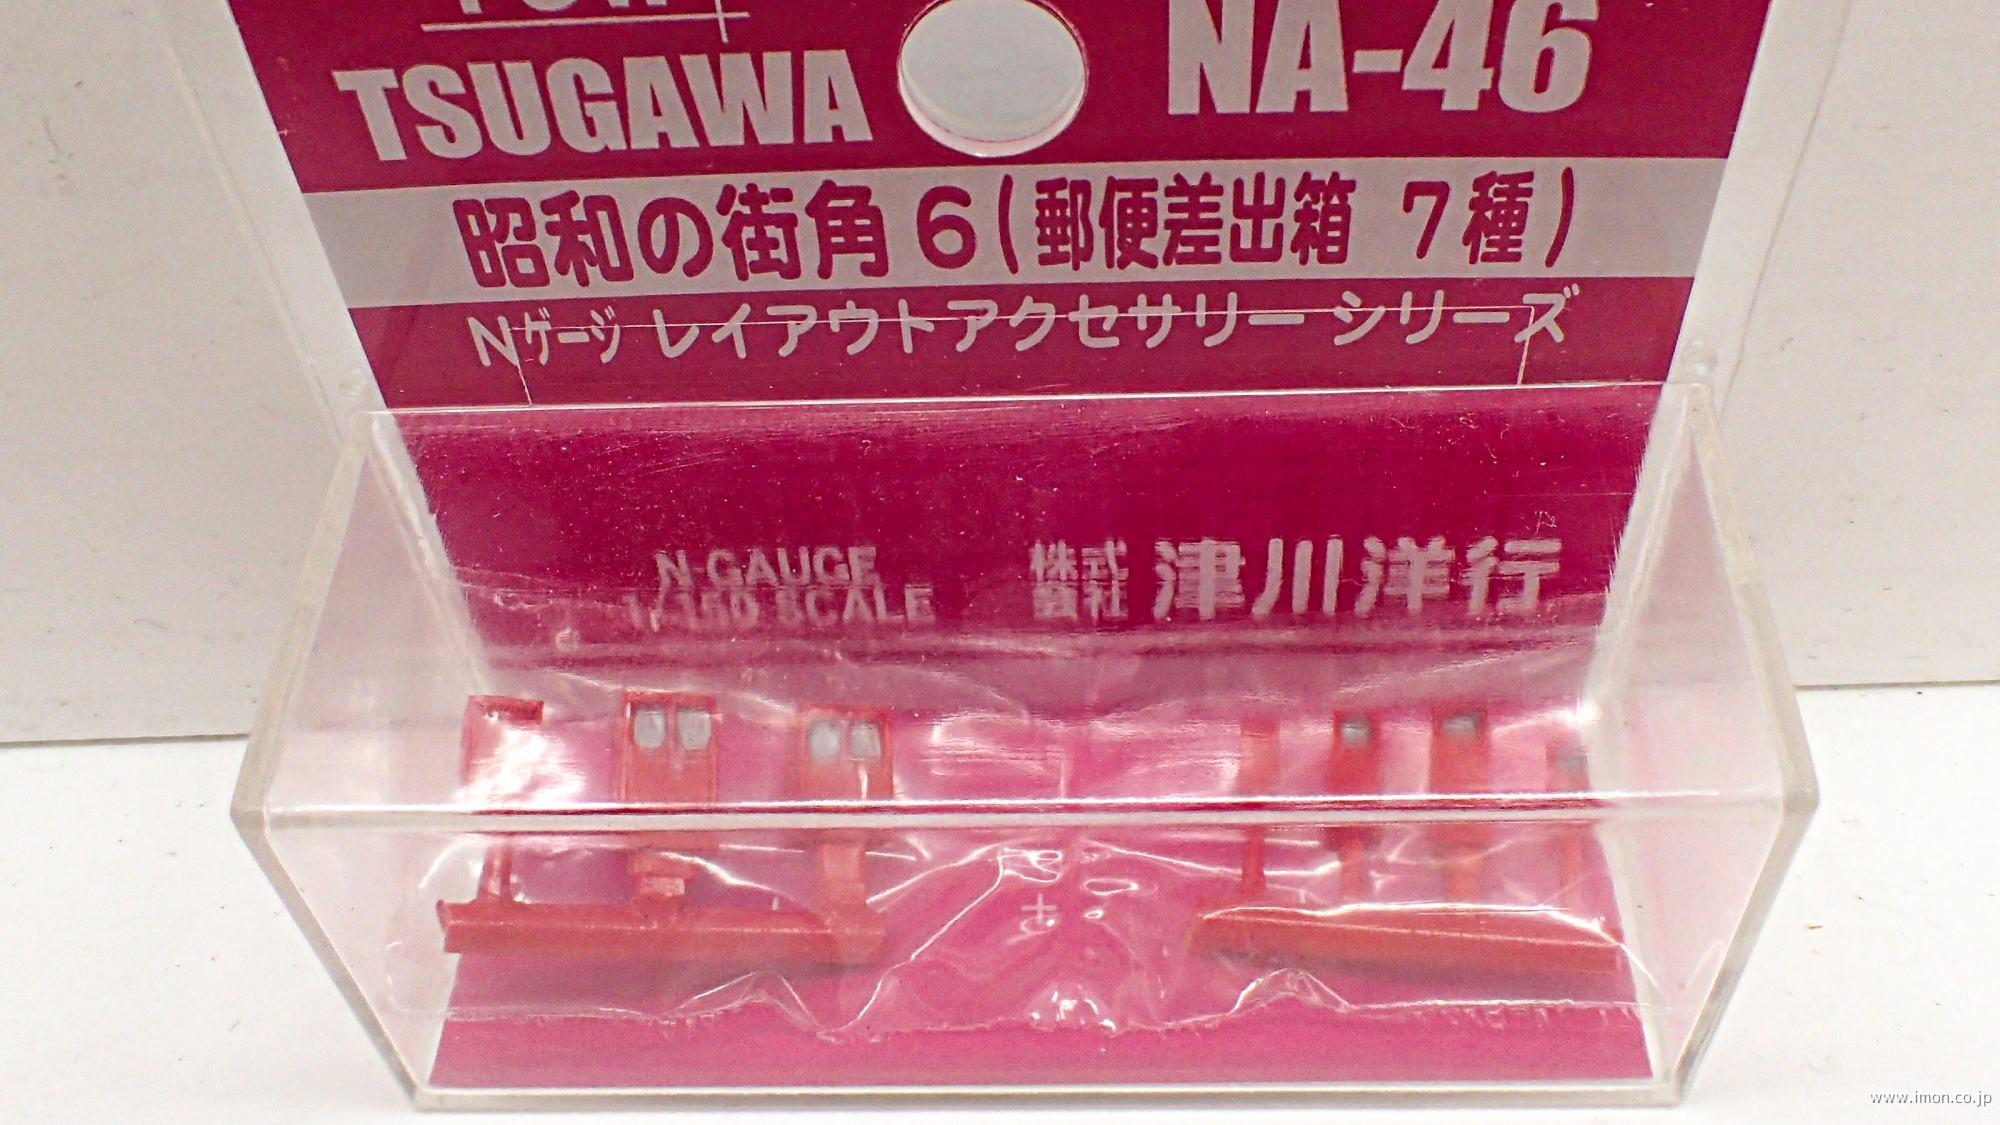 TSUGAWA
NA-46
昭和の街角 6(郵便差出箱 7種)
Nゲージ レイアウトアクセサリーシリーズ
N-GAUGE
1/150 SCALE
株式会社 津川洋行
www.imon.co.jp